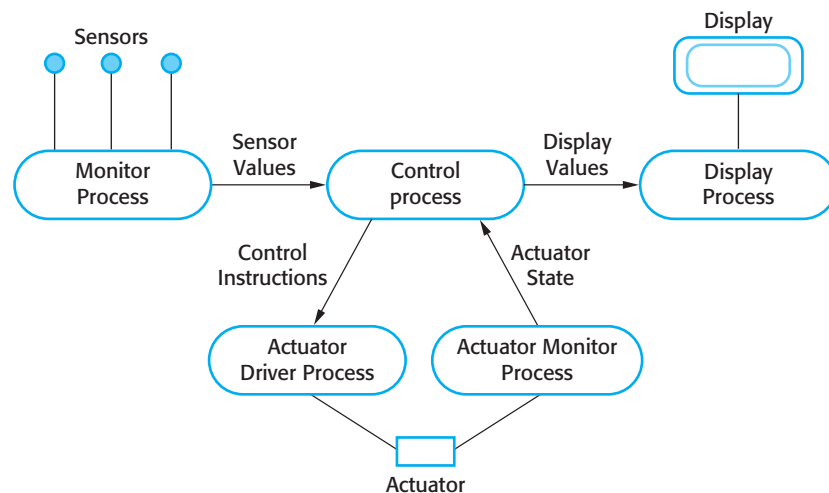 Sensors
Display
Monitor
Process
Sensor
Values
Control
process
Display
Values
Display
Process
Control
Instructions
Actuator
State
Actuator
Driver Process
Actuator Monitor
Process
Actuator